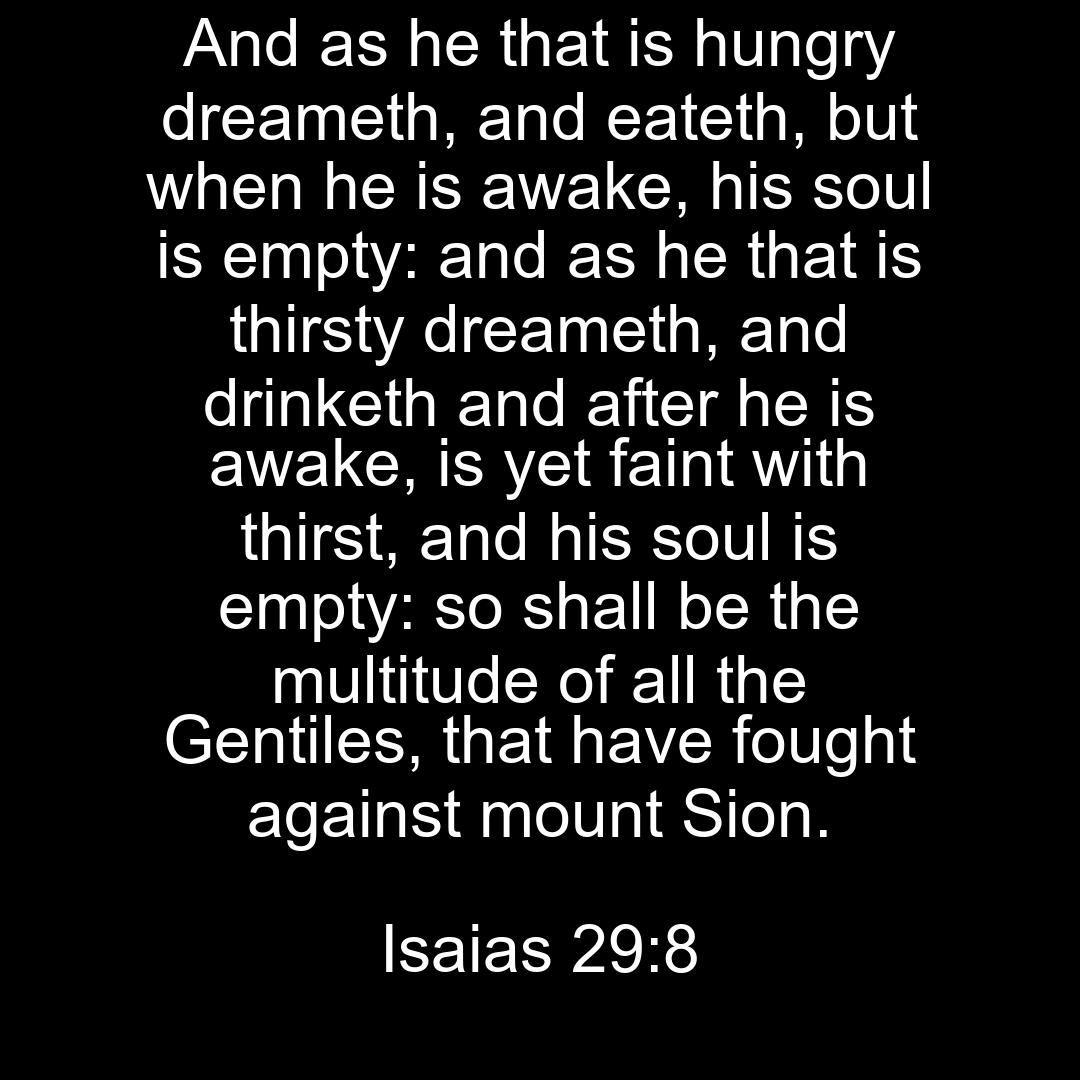 And as he that is hungry
dreameth, and eateth, but
when he is awake, his soul
is empty: and as he that is
thirsty dreameth, and
drinketh and after he is
awake, is yet faint with
thirst, and his soul is
empty: so shall be the
multitude of all the
Gentiles, that have fought
against mount Sion.
Isaias 29:8